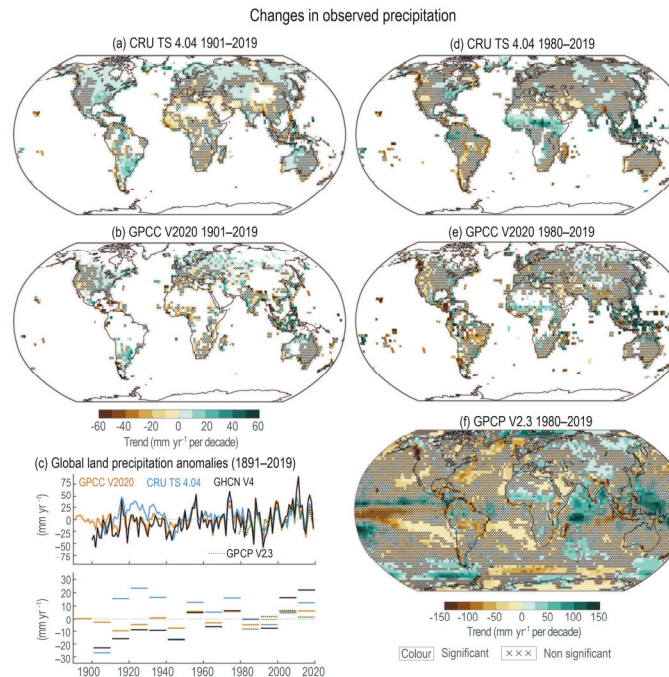 Changes in observed precipitation
(a) CRU TS 4.04 1901–2019
(d) CRU TS 4.04 1980–2019
(b) GPCC V2020 1901–2019
(e) GPCC V2020 1980–2019
-60 -40 -20 0 20 40 60
Trend (mm yr⁻¹ per decade)
(f) GPCP V2.3 1980–2019
(c) Global land precipitation anomalies (1891–2019)
GPCC V2020 CRU TS 4.04 GHCN V4
75
50
25
0
−25
−50
−75
(mm yr⁻¹)
GPCP V2.3
30
20
10
0
−10
−20
−30
(mm yr⁻¹)
1900 1920 1940 1960 1980 2000 2020
-150 -100 -50 0 50 100 150
Trend (mm yr⁻¹ per decade)
Colour Significant ××× Non significant